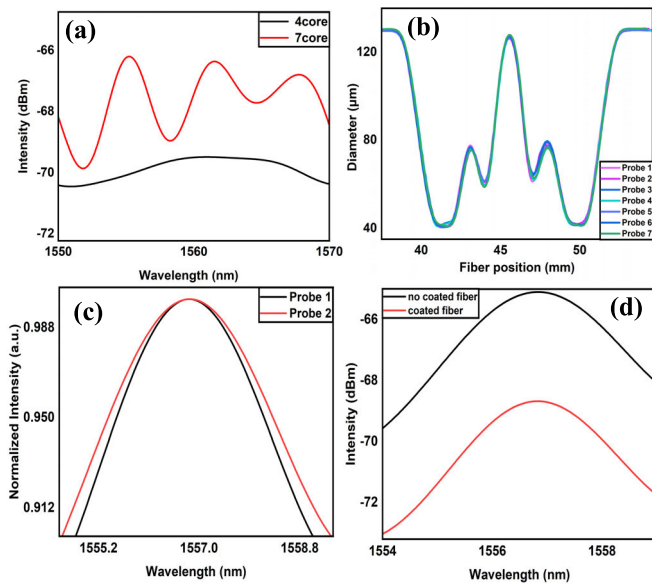 (a)
4core
7core
Intensity (dBm)
-66
-68
-70
-72
1550
1560
1570
Wavelength (nm)
(b)
Diameter (µm)
120
80
40
40
45
50
Fiber position (mm)
Probe 1
Probe 2
Probe 3
Probe 4
Probe 5
Probe 6
Probe 7
(c)
Probe 1
Probe 2
Normalized Intensity (a.u.)
0.988
0.950
0.912
1555.2
1557.0
1558.8
Wavelength (nm)
(d)
no coated fiber
coated fiber
Intensity (dBm)
-66
-68
-70
-72
1554
1556
1558
Wavelength (nm)